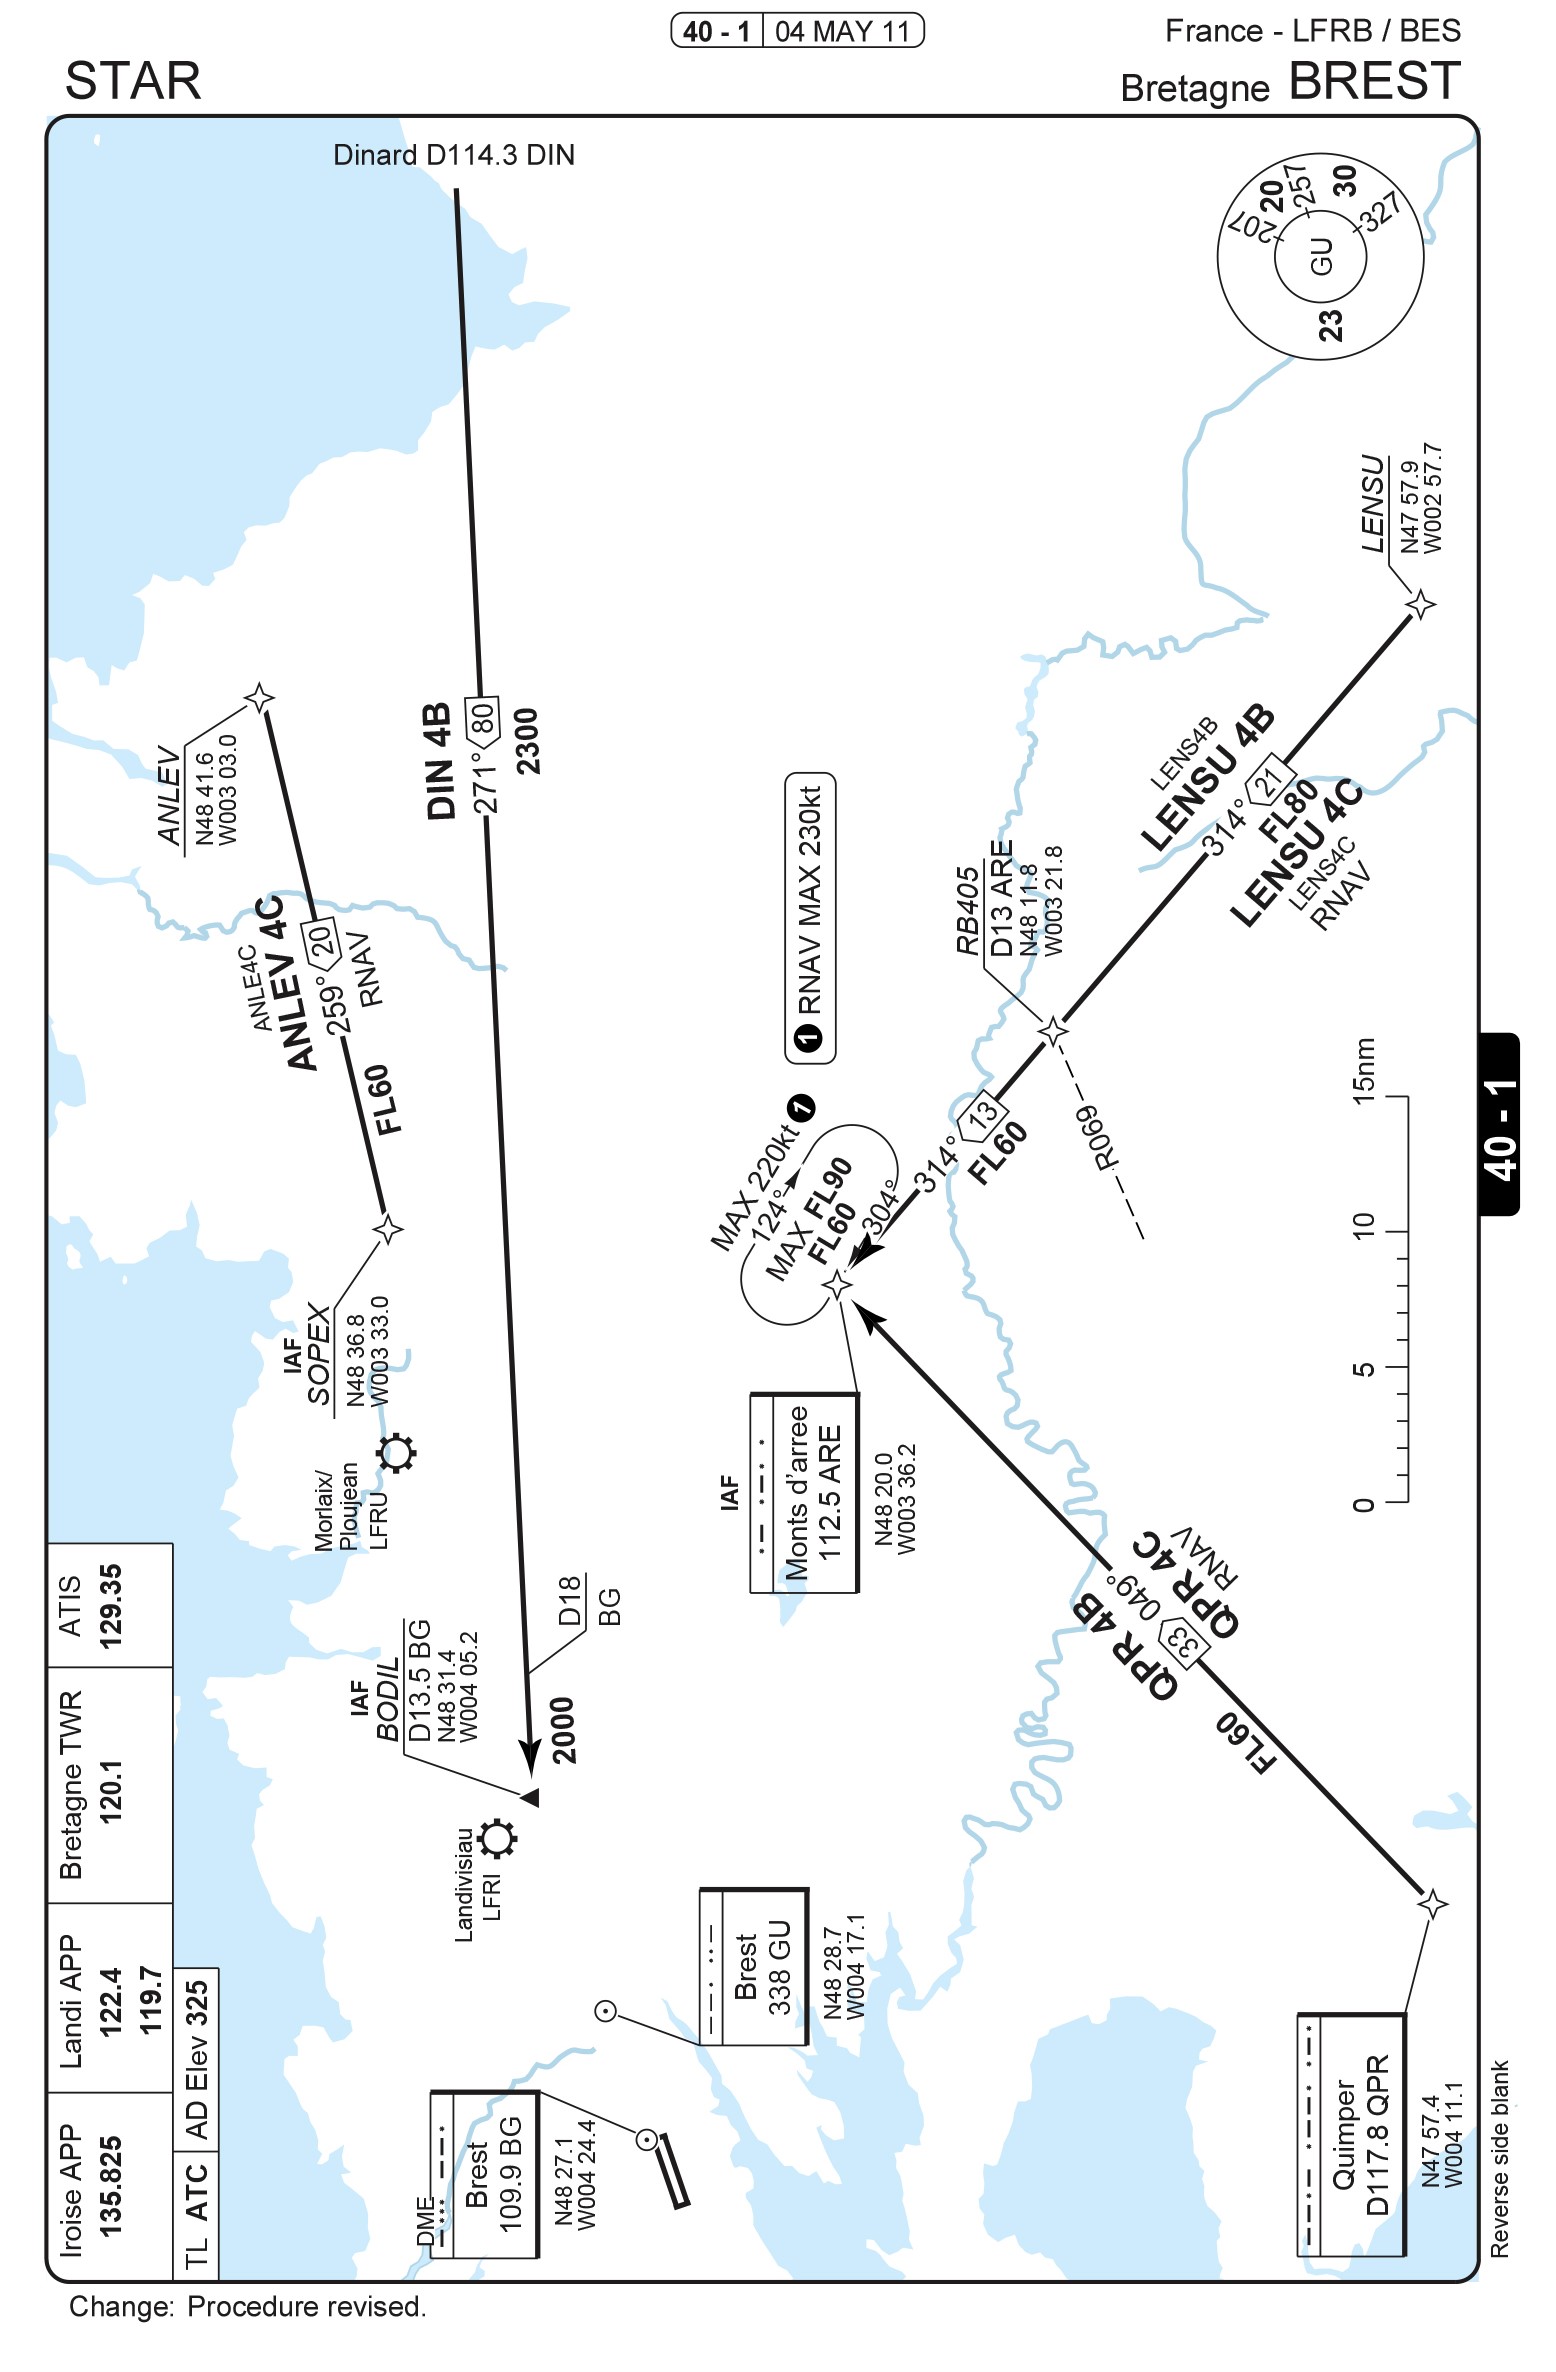 40 - 1 04 MAY 11
France - LFRB / BES
STAR
Bretagne BREST
Iroise APP
135.825
Landi APP
122.4
119.7
Bretagne TWR
120.1
ATIS
129.35
TL ATC
AD Elev 325
Dinard D114.3 DIN
DIN 4B
271°
80
2300
ANLEV
N48 41.6
W003 03.0
ANLE4C
ANLEV 4C
259°
20
RNAV
FL60
IAF
SOPEX
N48 36.8
W003 33.0
Morlaix/
Ploujean
LFRU
IAF
BODIL
D13.5 BG
N48 31.4
W004 05.2
D18
BG
2000
Landivisiau
LFRI
DME
Brest
109.9 BG
N48 27.1
W004 24.4
Brest
338 GU
N48 28.7
W004 17.1
IAF
Monts d'arree
112.5 ARE
N48 20.0
W003 36.2
MAX 220kt 1
124°
MAX FL90
FL60
304°
1 RNAV MAX 230kt
RB405
D13 ARE
N48 11.8
W003 21.8
314°
13
FL60
R069
LENS4B
LENSU 4B
314°
21
FL80
LENSU 4C
LENS4C
RNAV
LENSU
N47 57.9
W002 57.7
GU
207
20
257
30
327
23
QPR 4B
049°
33
QPR 4C
RNAV
FL60
Quimper
D117.8 QPR
N47 57.4
W004 11.1
0
5
10
15nm
40 - 1
Reverse side blank
Change: Procedure revised.